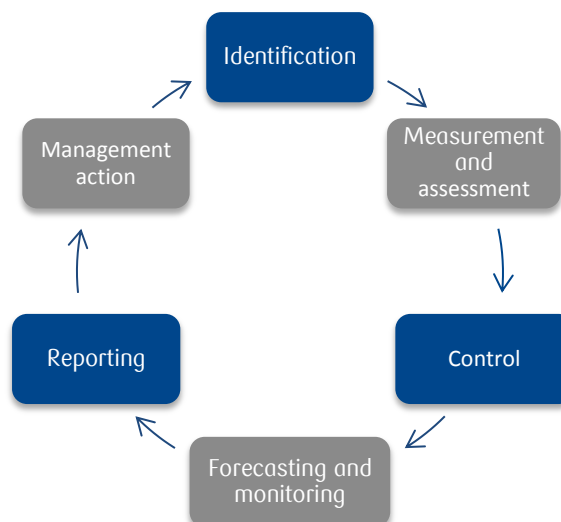 Identification
Measurement
and
assessment
Control
Forecasting and
monitoring
Reporting
Management
action